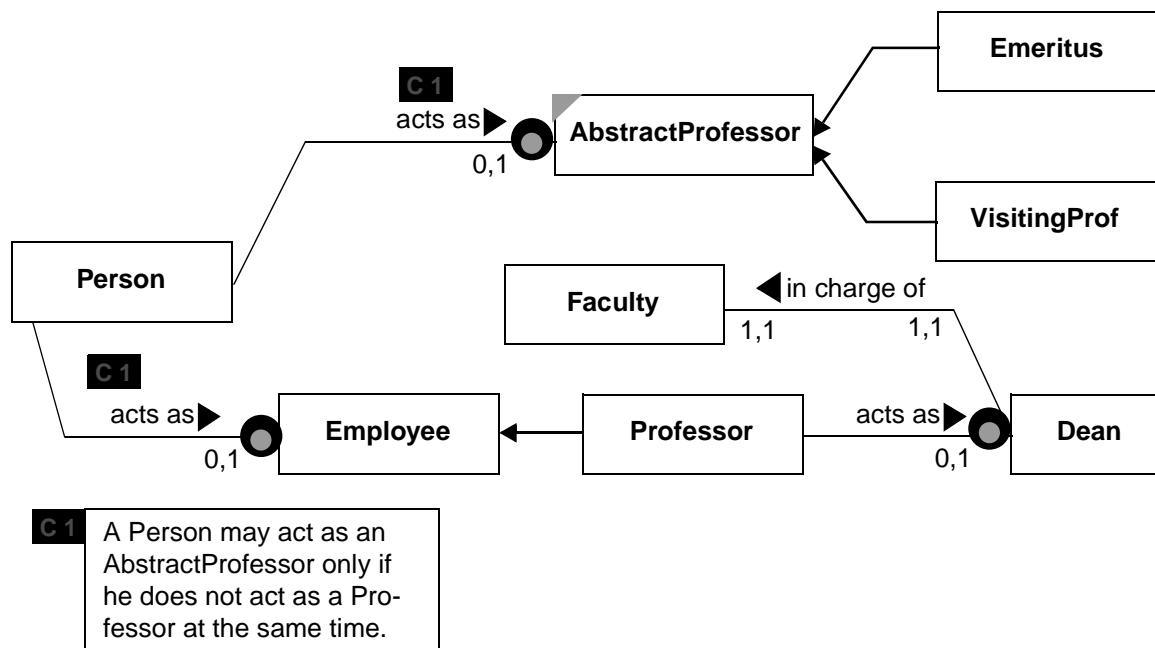 Emeritus
C 1
acts as
AbstractProfessor
0,1
VisitingProf
Person
in charge of
Faculty
1,1
1,1
C 1
acts as
Employee
Professor
acts as
Dean
0,1
0,1
C 1
A Person may act as an
AbstractProfessor only if
he does not act as a Pro-
fessor at the same time.